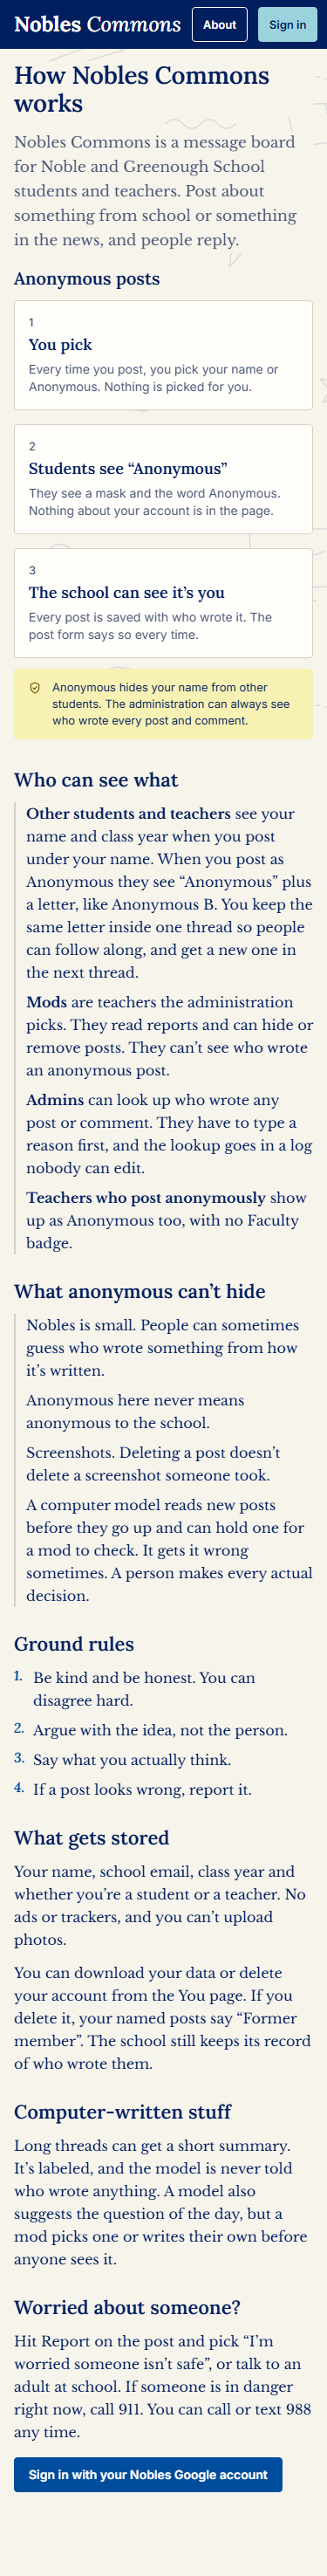 Nobles Commons
About
Sign in
How Nobles Commons
works
Nobles Commons is a message board
for Noble and Greenough School
students and teachers. Post about
something from school or something
in the news, and people reply.
Anonymous posts
1
You pick
Every time you post, you pick your name or
Anonymous. Nothing is picked for you.
2
Students see “Anonymous”
They see a mask and the word Anonymous.
Nothing about your account is in the page.
3
The school can see it’s you
Every post is saved with who wrote it. The
post form says so every time.
Anonymous hides your name from other
students. The administration can always see
who wrote every post and comment.
Who can see what
Other students and teachers see your
name and class year when you post
under your name. When you post as
Anonymous they see “Anonymous” plus
a letter, like Anonymous B. You keep the
same letter inside one thread so people
can follow along, and get a new one in
the next thread.
Mods are teachers the administration
picks. They read reports and can hide or
remove posts. They can’t see who wrote
an anonymous post.
Admins can look up who wrote any
post or comment. They have to type a
reason first, and the lookup goes in a log
nobody can edit.
Teachers who post anonymously show
up as Anonymous too, with no Faculty
badge.
What anonymous can’t hide
Nobles is small. People can sometimes
guess who wrote something from how
it’s written.
Anonymous here never means
anonymous to the school.
Screenshots. Deleting a post doesn’t
delete a screenshot someone took.
A computer model reads new posts
before they go up and can hold one for
a mod to check. It gets it wrong
sometimes. A person makes every actual
decision.
Ground rules
1. Be kind and be honest. You can
disagree hard.
2. Argue with the idea, not the person.
3. Say what you actually think.
4. If a post looks wrong, report it.
What gets stored
Your name, school email, class year and
whether you’re a student or a teacher. No
ads or trackers, and you can’t upload
photos.
You can download your data or delete
your account from the You page. If you
delete it, your named posts say “Former
member”. The school still keeps its record
of who wrote them.
Computer-written stuff
Long threads can get a short summary.
It’s labeled, and the model is never told
who wrote anything. A model also
suggests the question of the day, but a
mod picks one or writes their own before
anyone sees it.
Worried about someone?
Hit Report on the post and pick “I’m
worried someone isn’t safe”, or talk to an
adult at school. If someone is in danger
right now, call 911. You can call or text 988
any time.
Sign in with your Nobles Google account